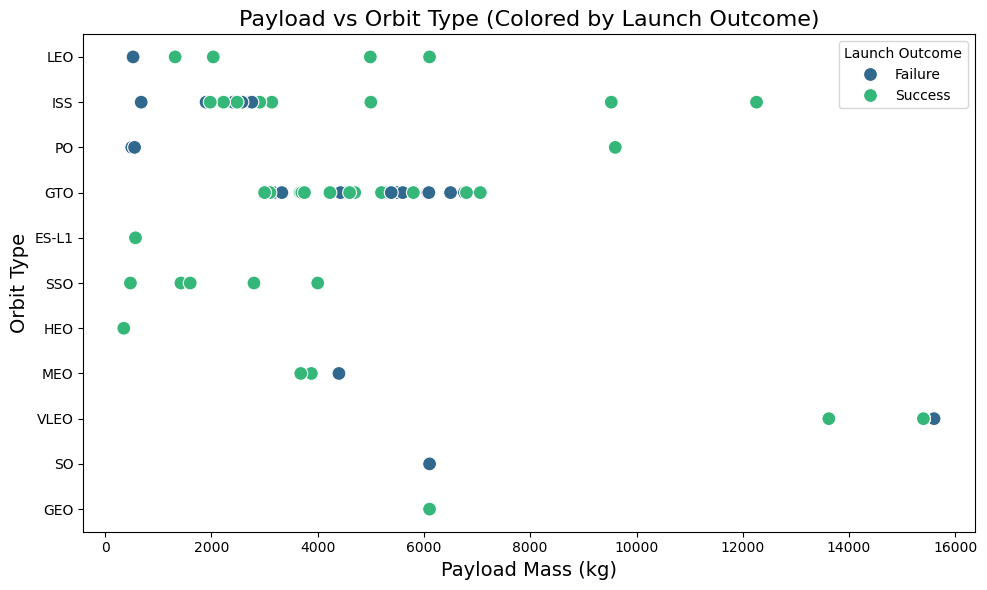 Payload vs Orbit Type (Colored by Launch Outcome)
Launch Outcome
Failure
Success
Orbit Type
LEO
ISS
PO
GTO
ES-L1
SSO
HEO
MEO
VLEO
SO
GEO
0 2000 4000 6000 8000 10000 12000 14000 16000
Payload Mass (kg)